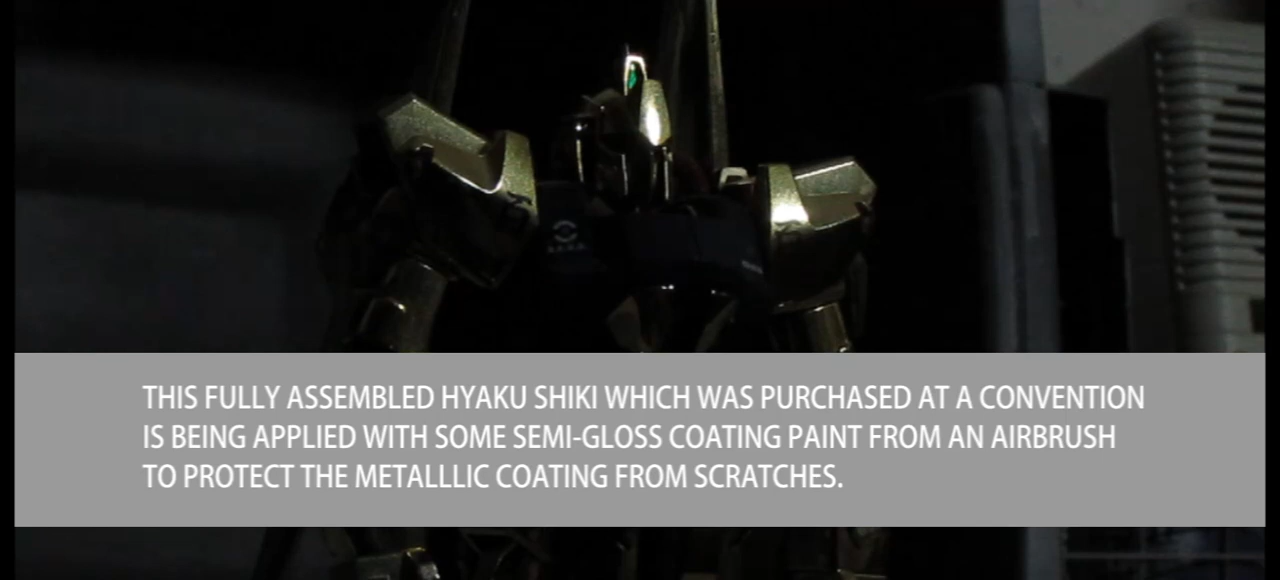 THIS FULLY ASSEMBLED HYAKU SHIKI WHICH WAS PURCHASED AT A CONVENTION
IS BEING APPLIED WITH SOME SEMI-GLOSS COATING PAINT FROM AN AIRBRUSH
TO PROTECT THE METALLLIC COATING FROM SCRATCHES.